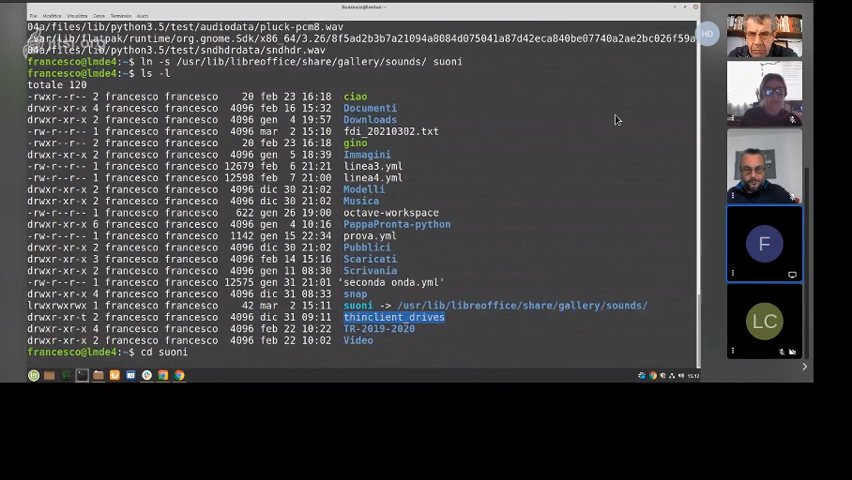 francesco@lmde4:~
File Modifica Visualizza Cerca Terminale Aiuto
04a/files/lib/python3.5/test/audiodata/pluck-pcm8.wav
/var/lib/flatpak/runtime/org.gnome.Sdk/x86_64/3.26/8f5ad2b3b7a21094a8084d075041a87d42eca840be07740a2ae2bc026f59a
04a/files/lib/python3.5/test/sndhdrdata/sndhdr.wav
francesco@lmde4:~$ ln -s /usr/lib/libreoffice/share/gallery/sounds/ suoni
francesco@lmde4:~$ ls -l
totale 120
-rwxr--r-- 2 francesco francesco 20 feb 23 16:18 ciao
drwxr-xr-x 4 francesco francesco 4096 feb 16 15:32 Documenti
drwxr-xr-x 2 francesco francesco 4096 gen 4 19:57 Downloads
-rw-r--r-- 1 francesco francesco 4096 mar 2 15:10 fdi_20210302.txt
-rwxr--r-- 2 francesco francesco 20 feb 23 16:18 gino
drwxr-xr-x 2 francesco francesco 4096 gen 5 18:39 Immagini
-rw-r--r-- 1 francesco francesco 12679 feb 6 21:21 linea3.yml
-rw-r--r-- 1 francesco francesco 12598 feb 7 21:00 linea4.yml
drwxr-xr-x 2 francesco francesco 4096 dic 30 21:02 Modelli
drwxr-xr-x 2 francesco francesco 4096 dic 30 21:02 Musica
-rw-r--r-- 1 francesco francesco 622 gen 26 19:00 octave-workspace
drwxr-xr-x 6 francesco francesco 4096 gen 4 10:16 PappaPronta-python
-rw-r--r-- 1 francesco francesco 1142 gen 15 22:34 prova.yml
drwxr-xr-x 2 francesco francesco 4096 dic 30 21:02 Pubblici
drwxr-xr-x 3 francesco francesco 4096 feb 14 15:16 Scaricati
drwxr-xr-x 2 francesco francesco 4096 gen 11 08:30 Scrivania
-rw-r--r-- 1 francesco francesco 12575 gen 31 21:01 'seconda onda.yml'
drwxr-xr-x 4 francesco francesco 4096 dic 31 08:33 snap
lrwxrwxrwx 1 francesco francesco 42 mar 2 15:11 suoni -> /usr/lib/libreoffice/share/gallery/sounds/
drwxr-xr-t 2 francesco francesco 4096 dic 31 09:11 thinclient_drives
drwxr-xr-x 4 francesco francesco 4096 feb 22 10:22 TR-2019-2020
drwxr-xr-x 2 francesco francesco 4096 feb 22 10:02 Video
francesco@lmde4:~$ cd suoni
HD
F
LC